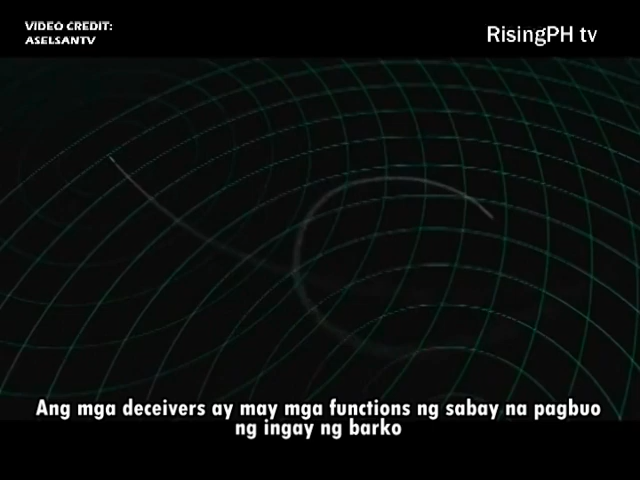 VIDEO CREDIT:
ASELSANTV
RisingPH tv
Ang mga deceivers ay may mga functions ng sabay na pagbuo
ng ingay ng barko